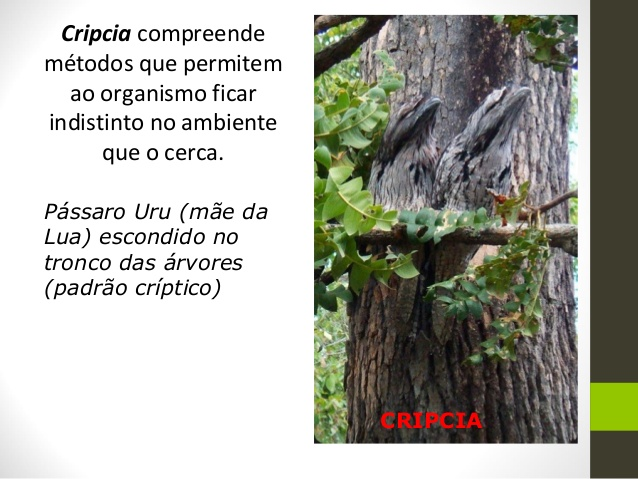 Cripcia compreende
métodos que permitem
ao organismo ficar
indistinto no ambiente
que o cerca.
Pássaro Uru (mãe da
Lua) escondido no
tronco das árvores
(padrão críptico)
CRIPCIA